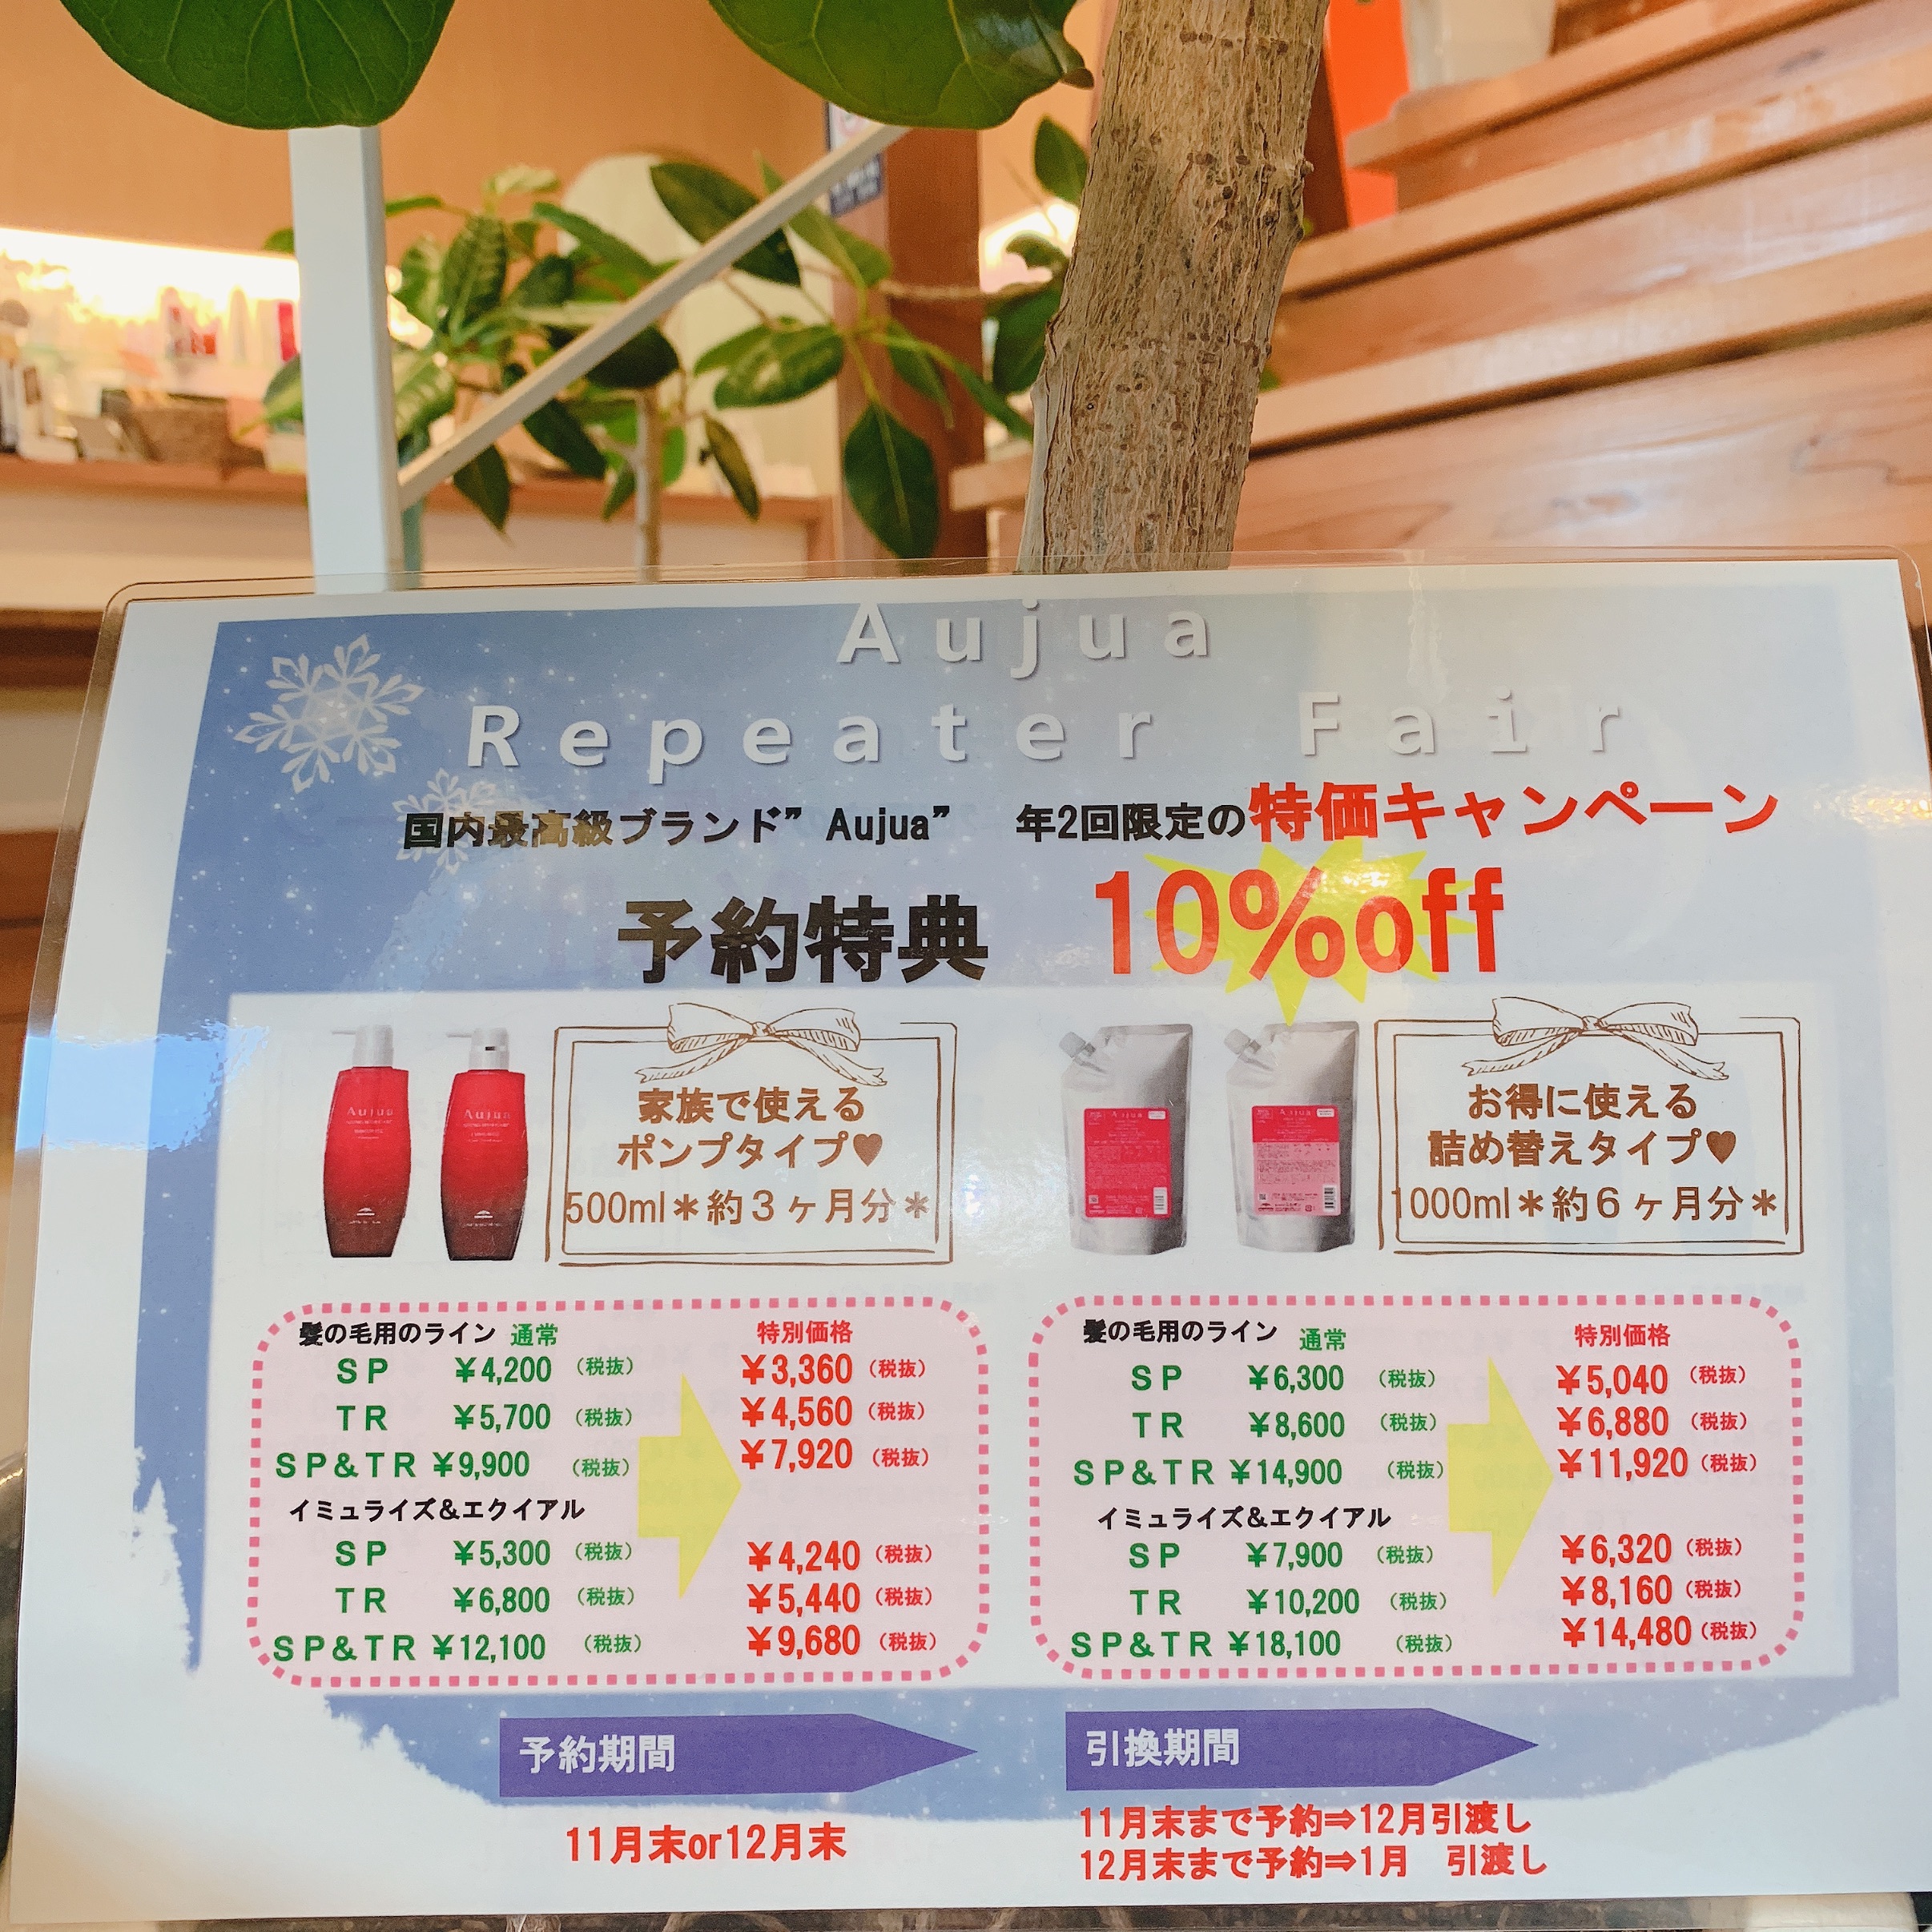 Aujua
Repeater Fair
国内最高級ブランド”Aujua”　年2回限定の特価キャンペーン
予約特典　10%off
家族で使える
ポンプタイプ♥
500ml＊約３ヶ月分＊
お得に使える
詰め替えタイプ♥
1000ml＊約６ヶ月分＊
Aujua
Aujua
Aujua
Aujua
髪の毛用のライン 通常 特別価格
SP ¥4,200 （税抜） ¥3,360（税抜）
TR ¥5,700 （税抜） ¥4,560（税抜）
SP&TR ¥9,900 （税抜） ¥7,920（税抜）
イミュライズ&エクイアル
SP ¥5,300 （税抜） ¥4,240（税抜）
TR ¥6,800 （税抜） ¥5,440（税抜）
SP&TR ¥12,100 （税抜） ¥9,680（税抜）
髪の毛用のライン 通常 特別価格
SP ¥6,300 （税抜） ¥5,040（税抜）
TR ¥8,600 （税抜） ¥6,880（税抜）
SP&TR ¥14,900 （税抜） ¥11,920（税抜）
イミュライズ&エクイアル
SP ¥7,900 （税抜） ¥6,320（税抜）
TR ¥10,200 （税抜） ¥8,160（税抜）
SP&TR ¥18,100 （税抜） ¥14,480（税抜）
予約期間
11月末or12月末
引換期間
11月末まで予約⇒12月引渡し
12月末まで予約⇒1月　引渡し